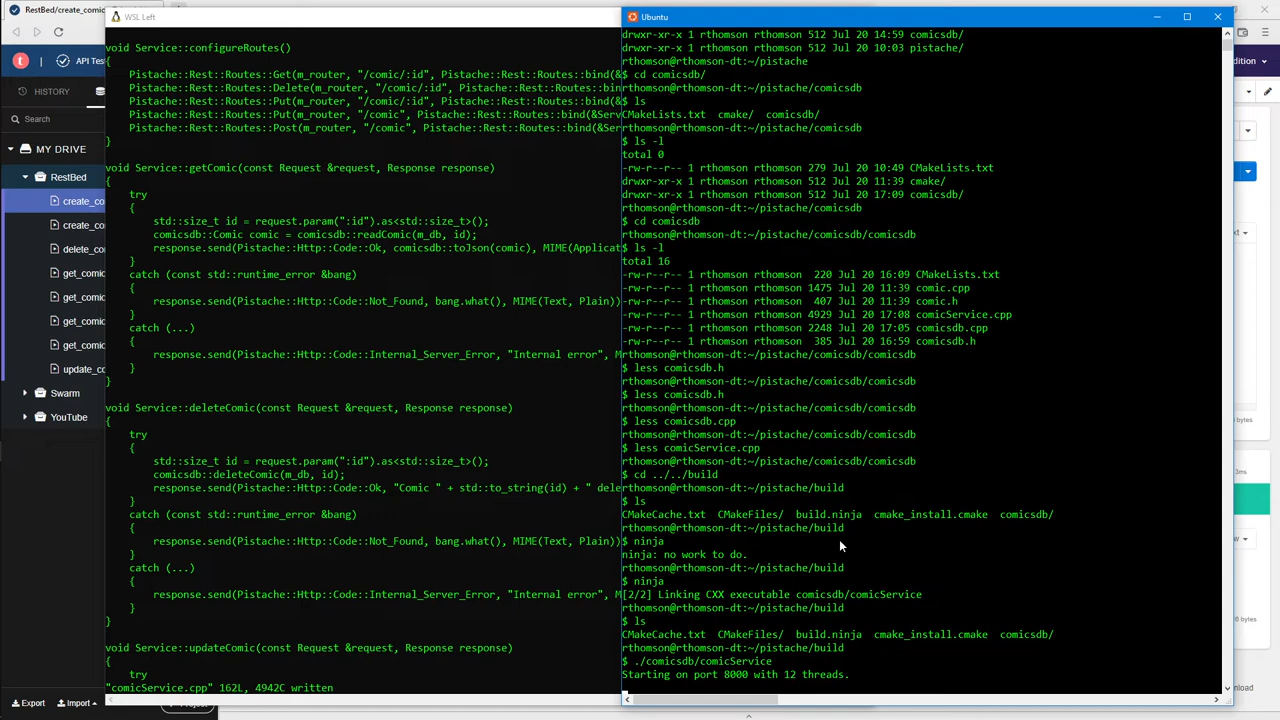 RestBed/create_comic
WSL Left
Ubuntu
APITes
HISTORY
Search
MY DRIVE
RestBed
create_co
create_co
delete_co
get_comic
get_comic
get_comic
get_comic
update_co
Farm
YouTube
Export
void Service::configureRoutes()
{
Pistache::Rest::Routes::Get(m_router, "/comic/:id", Pistache::Rest::Routes::bind(&
Pistache::Rest::Routes::Delete(m_router, "/comic/:id", Pistache::Rest::Routes::bin
Pistache::Rest::Routes::Put(m_router, "/comic/:id", Pistache::Rest::Routes::bind(&
Pistache::Rest::Routes::Put(m_router, "/comic", Pistache::Rest::Routes::bind(&Serv
Pistache::Rest::Routes::Post(m_router, "/comic", Pistache::Rest::Routes::bind(&Ser
}
void Service::getComic(const Request &request, Response response)
{
try
{
std::size_t id = request.param(":id").as<std::size_t>();
comicsdb::Comic comic = comicsdb::readComic(m_db, id);
response.send(Pistache::Http::Code::Ok, comicsdb::toJson(comic), MIME(Applicat
}
catch (const std::runtime_error &bang)
{
response.send(Pistache::Http::Code::Not_Found, bang.what(), MIME(Text, Plain))
}
catch (...)
{
response.send(Pistache::Http::Code::Internal_Server_Error, "Internal error", M
}
}
void Service::deleteComic(const Request &request, Response response)
{
try
{
std::size_t id = request.param(":id").as<std::size_t>();
comicsdb::deleteComic(m_db, id);
response.send(Pistache::Http::Code::Ok, "Comic " + std::to_string(id) + " dele
}
catch (const std::runtime_error &bang)
{
response.send(Pistache::Http::Code::Not_Found, bang.what(), MIME(Text, Plain))
}
catch (...)
{
response.send(Pistache::Http::Code::Internal_Server_Error, "Internal error", M
}
}
void Service::updateComic(const Request &request, Response response)
{
try
"comicService.cpp" 162L, 4942C written
drwxr-xr-x 1 rthomson rthomson 512 Jul 20 14:59 comicsdb/
drwxr-xr-x 1 rthomson rthomson 512 Jul 20 10:03 pistache/
rthomson@rthomson-dt:~/pistache
$ cd comicsdb/
rthomson@rthomson-dt:~/pistache/comicsdb
$ ls
CMakeLists.txt cmake/ comicsdb/
rthomson@rthomson-dt:~/pistache/comicsdb
$ ls -l
total 0
-rw-r--r-- 1 rthomson rthomson 279 Jul 20 10:49 CMakeLists.txt
drwxr-xr-x 1 rthomson rthomson 512 Jul 20 11:39 cmake/
drwxr-xr-x 1 rthomson rthomson 512 Jul 20 17:09 comicsdb/
rthomson@rthomson-dt:~/pistache/comicsdb
$ cd comicsdb
rthomson@rthomson-dt:~/pistache/comicsdb/comicsdb
$ ls -l
total 16
-rw-r--r-- 1 rthomson rthomson 220 Jul 20 16:09 CMakeLists.txt
-rw-r--r-- 1 rthomson rthomson 1475 Jul 20 11:39 comic.cpp
-rw-r--r-- 1 rthomson rthomson 407 Jul 20 11:39 comic.h
-rw-r--r-- 1 rthomson rthomson 4929 Jul 20 17:08 comicService.cpp
-rw-r--r-- 1 rthomson rthomson 2248 Jul 20 17:05 comicsdb.cpp
-rw-r--r-- 1 rthomson rthomson 385 Jul 20 16:59 comicsdb.h
rthomson@rthomson-dt:~/pistache/comicsdb/comicsdb
$ less comicsdb.h
rthomson@rthomson-dt:~/pistache/comicsdb/comicsdb
$ less comicsdb.h
rthomson@rthomson-dt:~/pistache/comicsdb/comicsdb
$ less comicsdb.cpp
rthomson@rthomson-dt:~/pistache/comicsdb/comicsdb
$ less comicService.cpp
rthomson@rthomson-dt:~/pistache/comicsdb/comicsdb
$ cd ../../build
rthomson@rthomson-dt:~/pistache/build
$ ls
CMakeCache.txt CMakeFiles/ build.ninja cmake_install.cmake comicsdb/
rthomson@rthomson-dt:~/pistache/build
$ ninja
ninja: no work to do.
rthomson@rthomson-dt:~/pistache/build
$ ninja
[2/2] Linking CXX executable comicsdb/comicService
rthomson@rthomson-dt:~/pistache/build
$ ls
CMakeCache.txt CMakeFiles/ build.ninja cmake_install.cmake comicsdb/
rthomson@rthomson-dt:~/pistache/build
$ ./comicsdb/comicService
Starting on port 8000 with 12 threads.
dition
bytes
3ms
6 bytes
nload